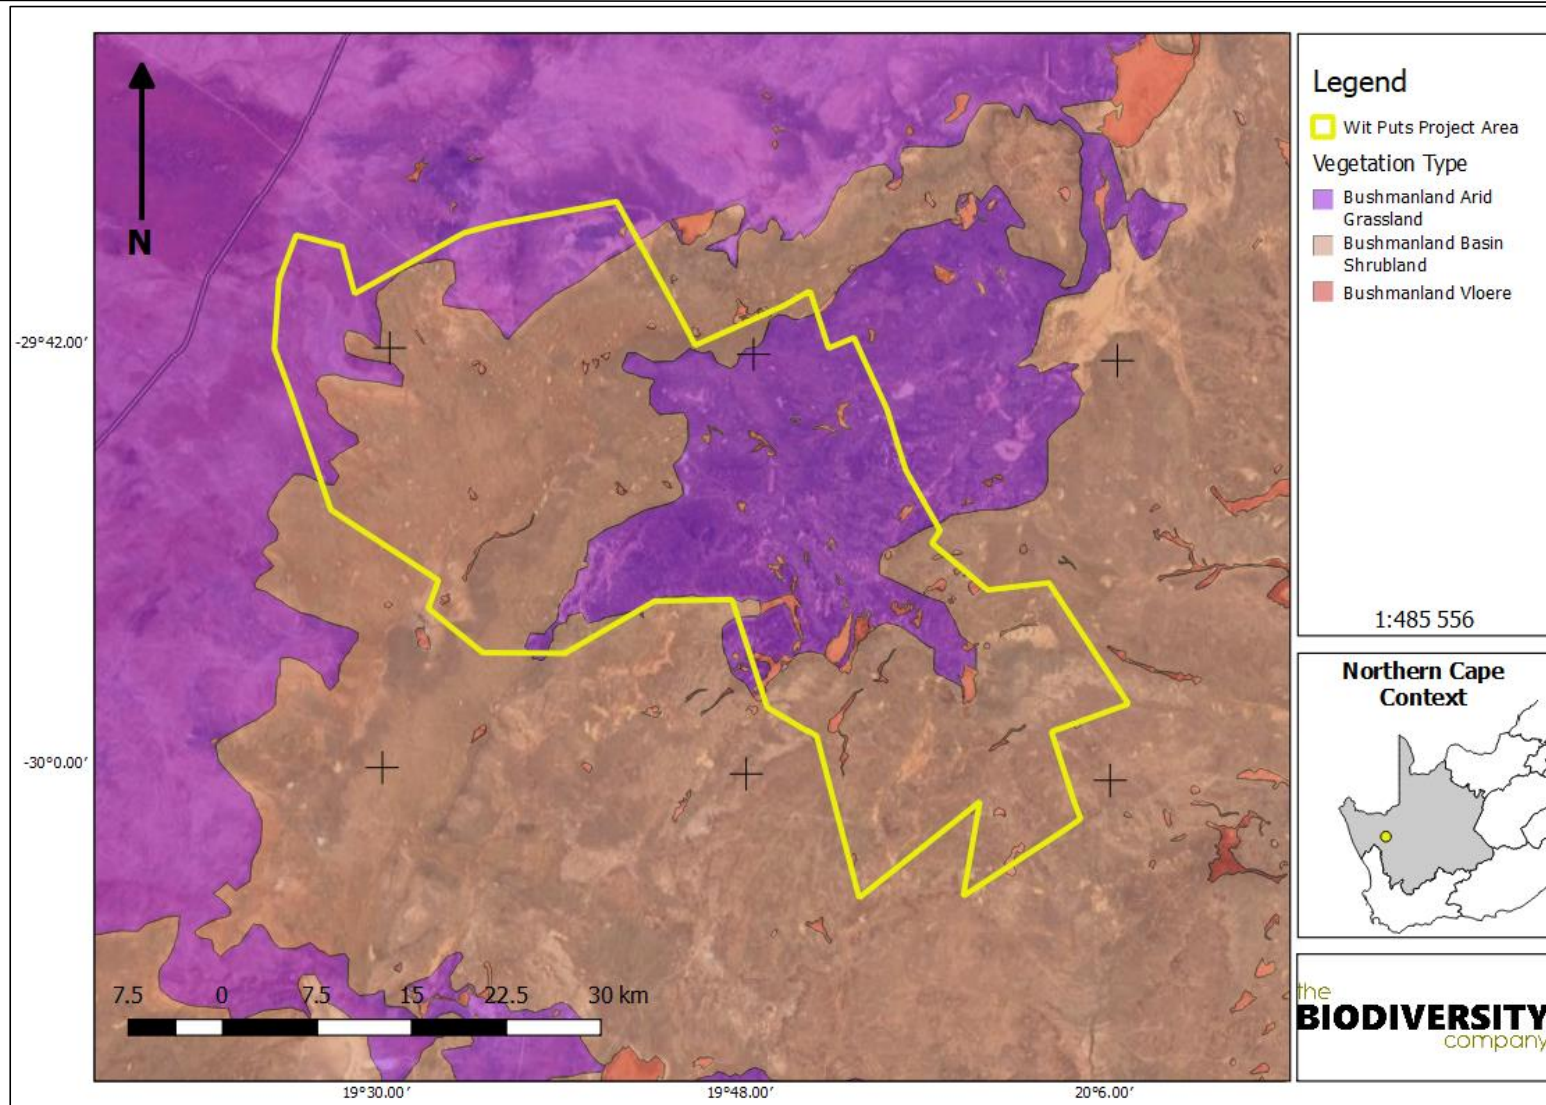 N
-29°42.00'
-30°0.00'
7.5 0 7.5 15 22.5 30 km
19°30.00' 19°48.00' 20°6.00'
Legend
Wit Puts Project Area
Vegetation Type
Bushmanland Arid
Grassland
Bushmanland Basin
Shrubland
Bushmanland Vloere
1:485 556
Northern Cape
Context
the
BIODIVERSITY
company